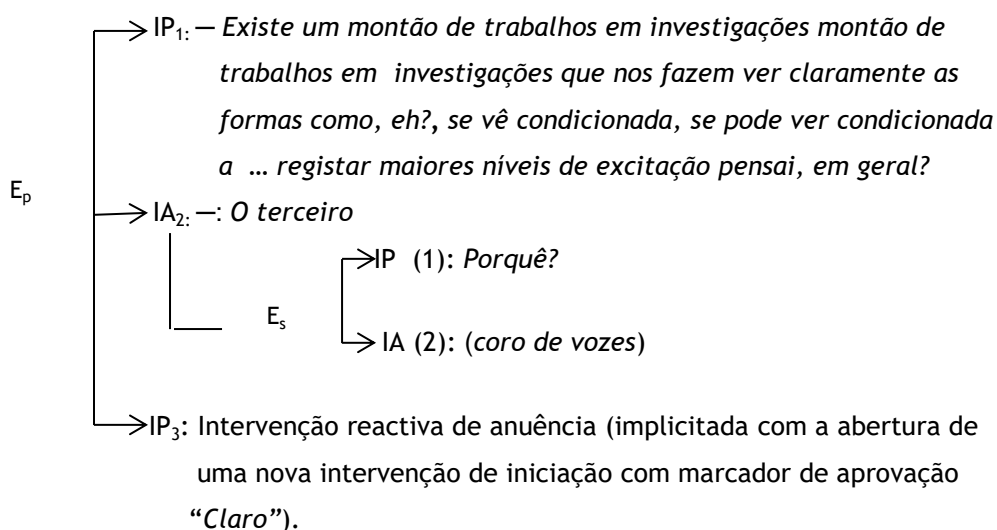 IP1: — Existe um montão de trabalhos em investigações montão de
trabalhos em investigações que nos fazem ver claramente as
formas como, eh?, se vê condicionada, se pode ver condicionada
a … registar maiores níveis de excitação pensai, em geral?
Ep
IA2: —: O terceiro
IP (1): Porquê?
Es
IA (2): (coro de vozes)
IP3: Intervenção reactiva de anuência (implicitada com a abertura de
uma nova intervenção de iniciação com marcador de aprovação
“Claro”).